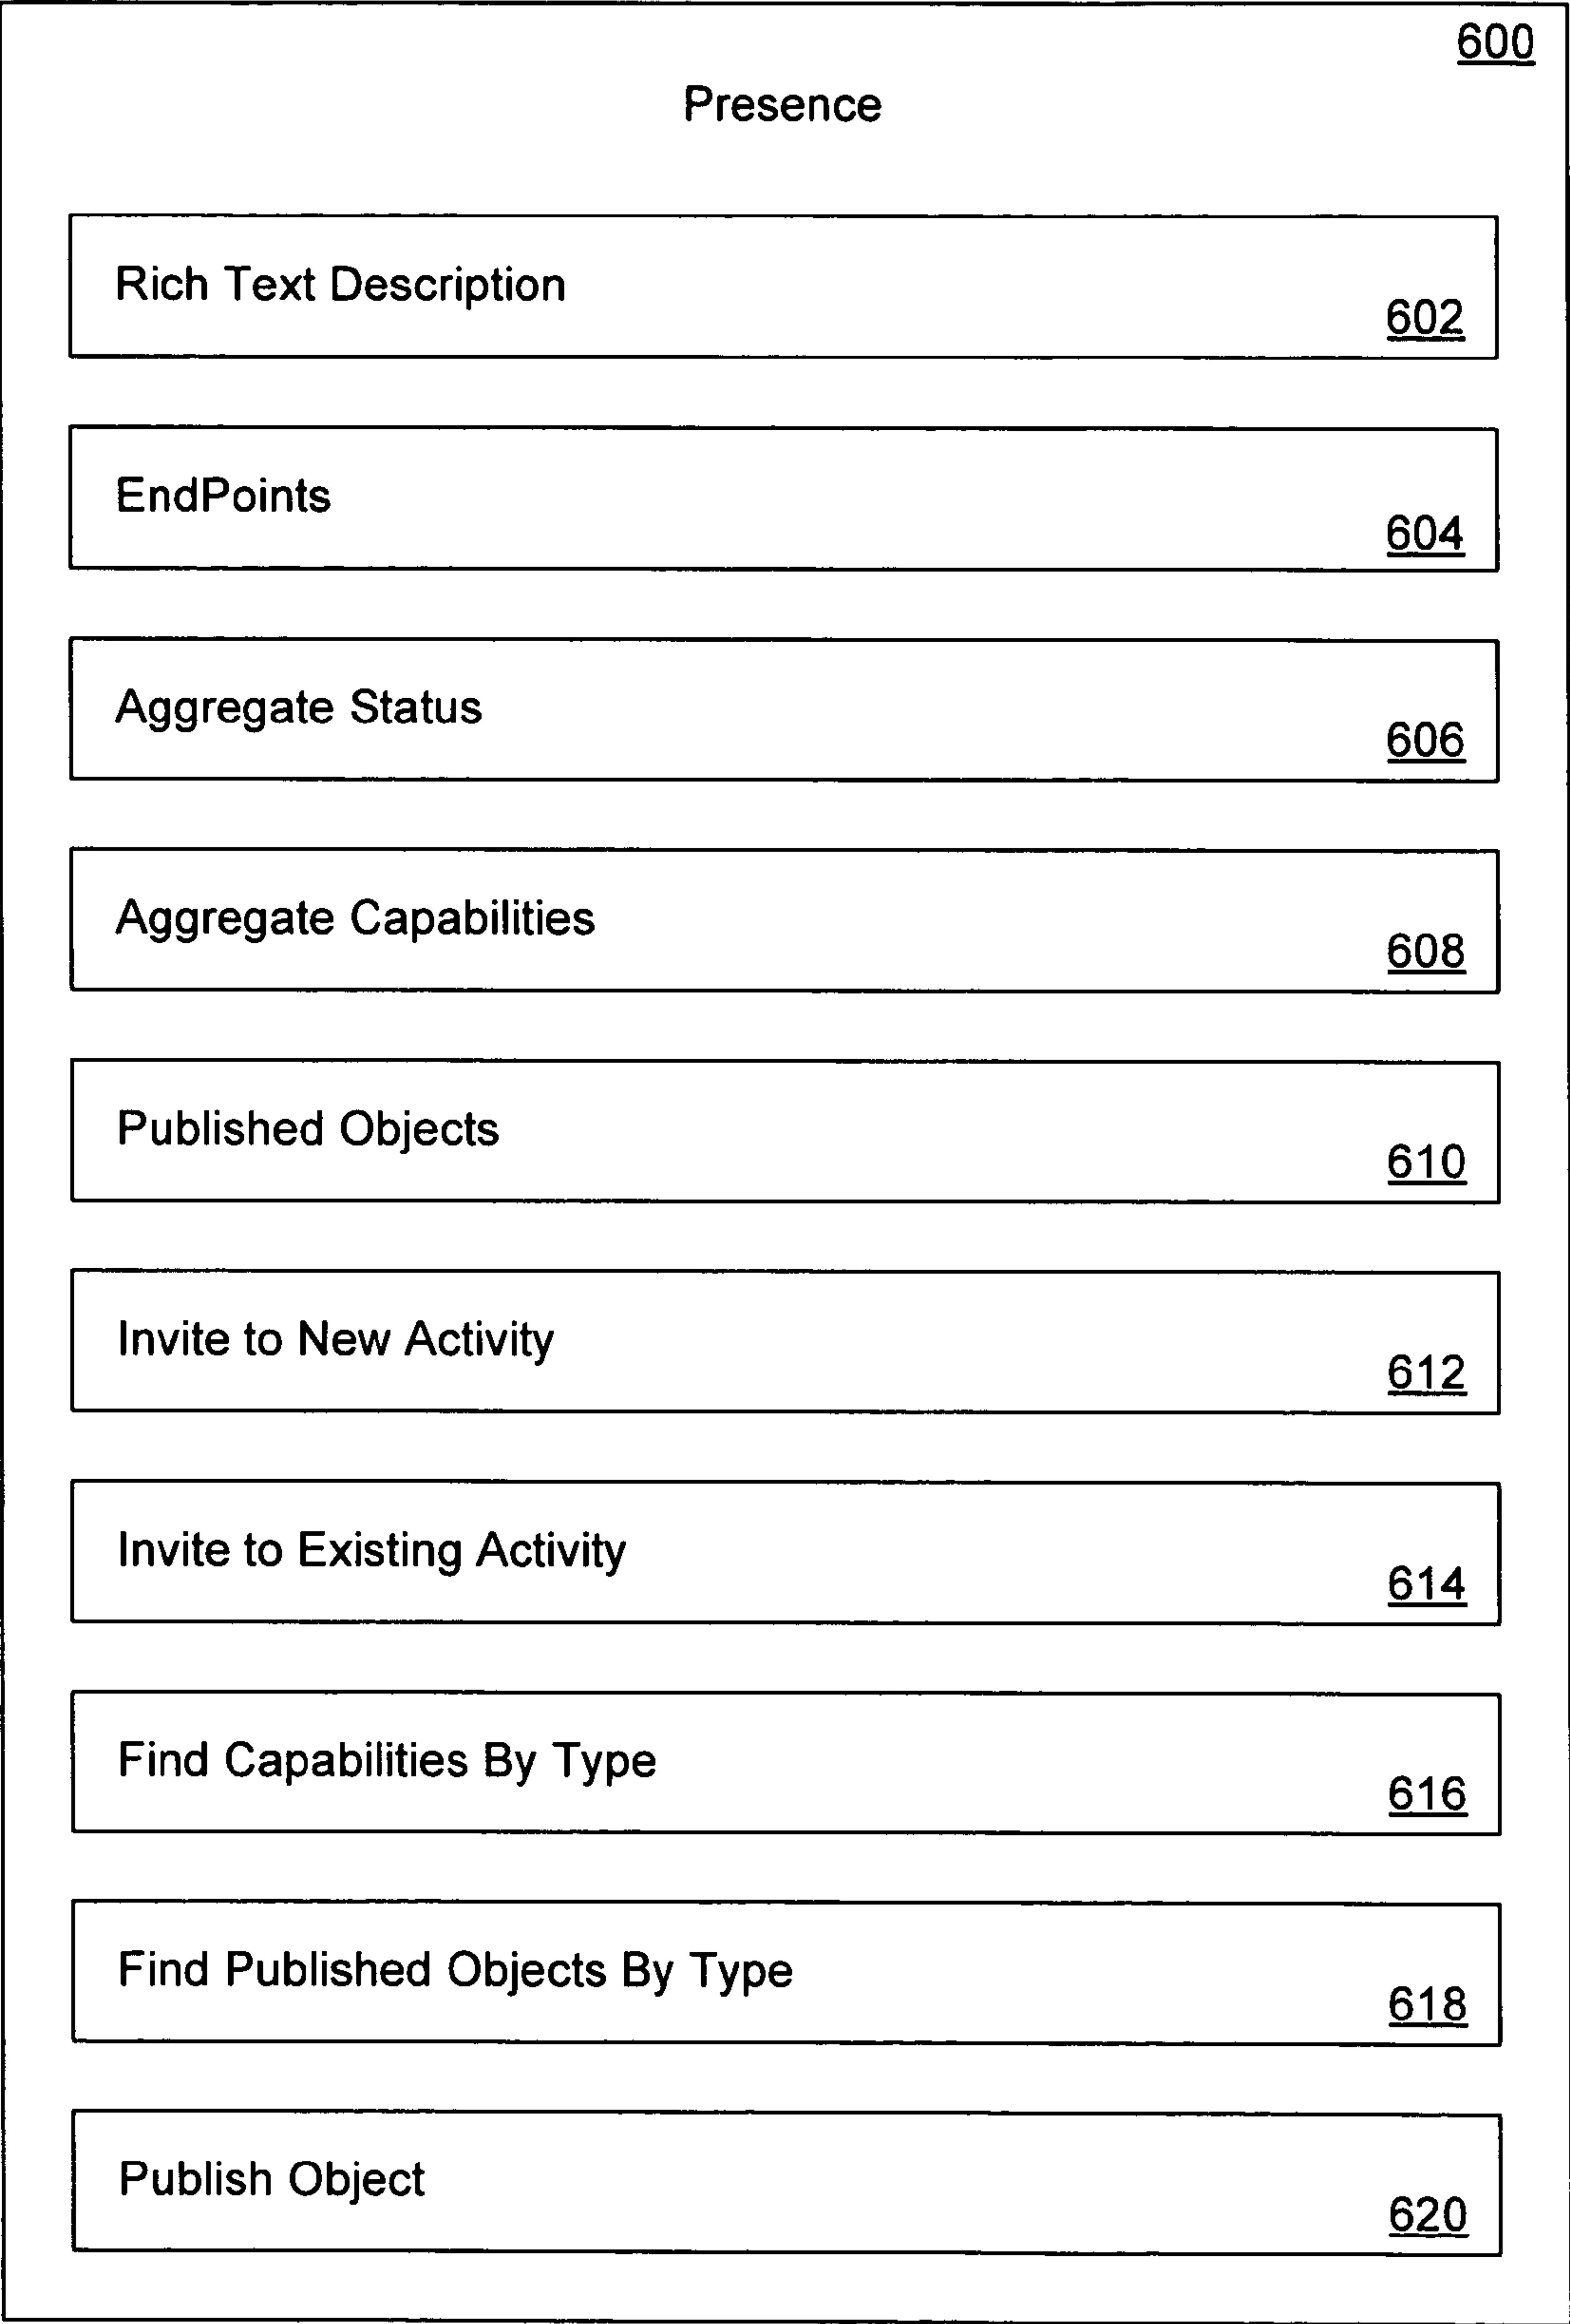 600
Presence
Rich Text Description
602
EndPoints
604
Aggregate Status
606
Aggregate Capabilities
608
Published Objects
610
Invite to New Activity
612
Invite to Existing Activity
614
Find Capabilities By Type
616
Find Published Objects By Type
618
Publish Object
620